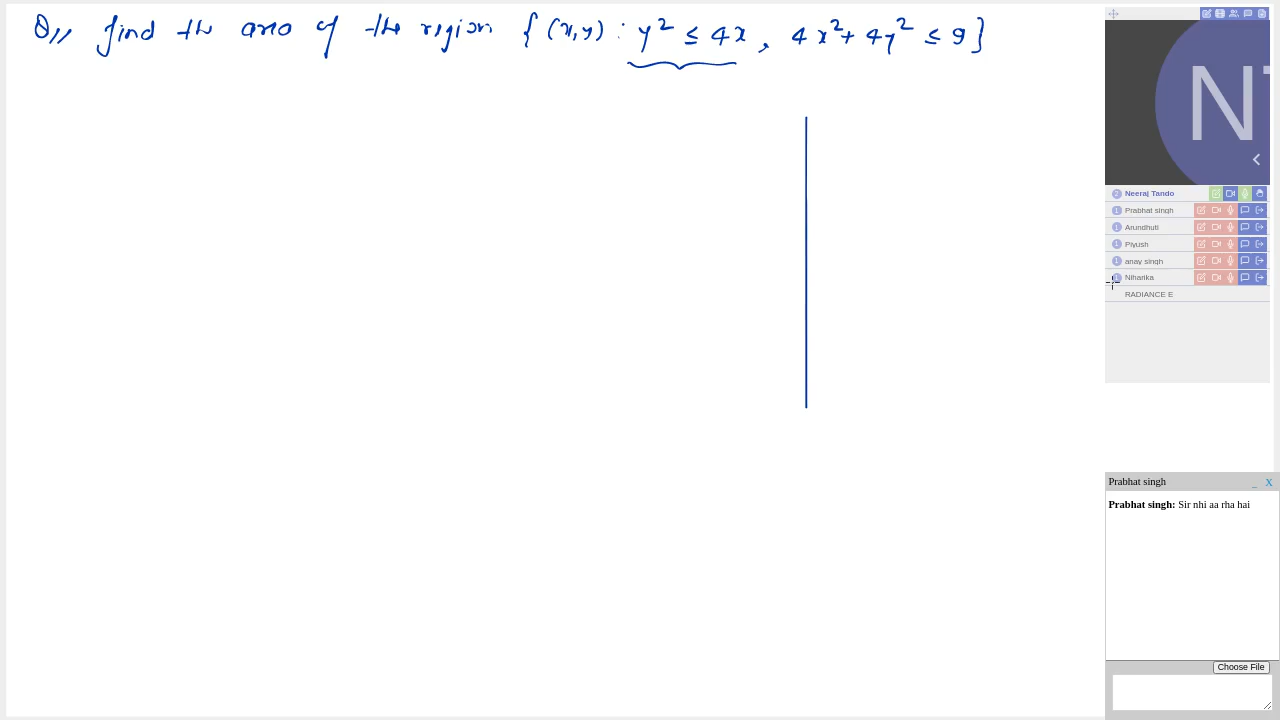 Q// find the area of the region { (x,y) : y² ≤ 4x , 4x² + 4y² ≤ 9 }
N
Neeraj Tando
Prabhat singh
Arundhuti
Piyush
anay singh
Niharika
RADIANCE E
Prabhat singh _ X
Prabhat singh: Sir nhi aa rha hai
Choose File